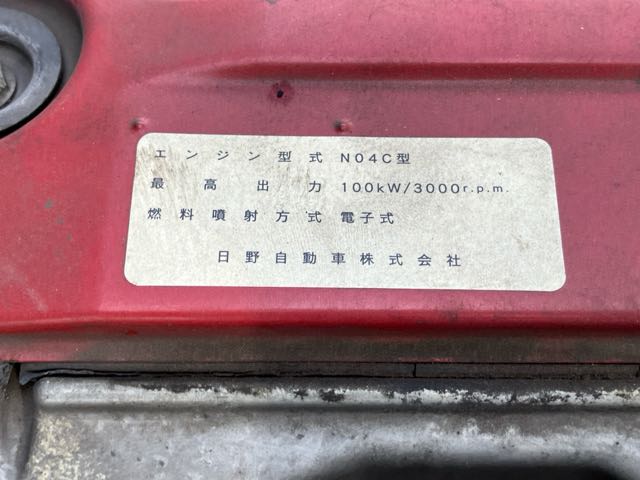 エンジン型式 N04C型
最高出力 100kW/3000r.p.m.
燃料噴射方式 電子式
日野自動車株式会社